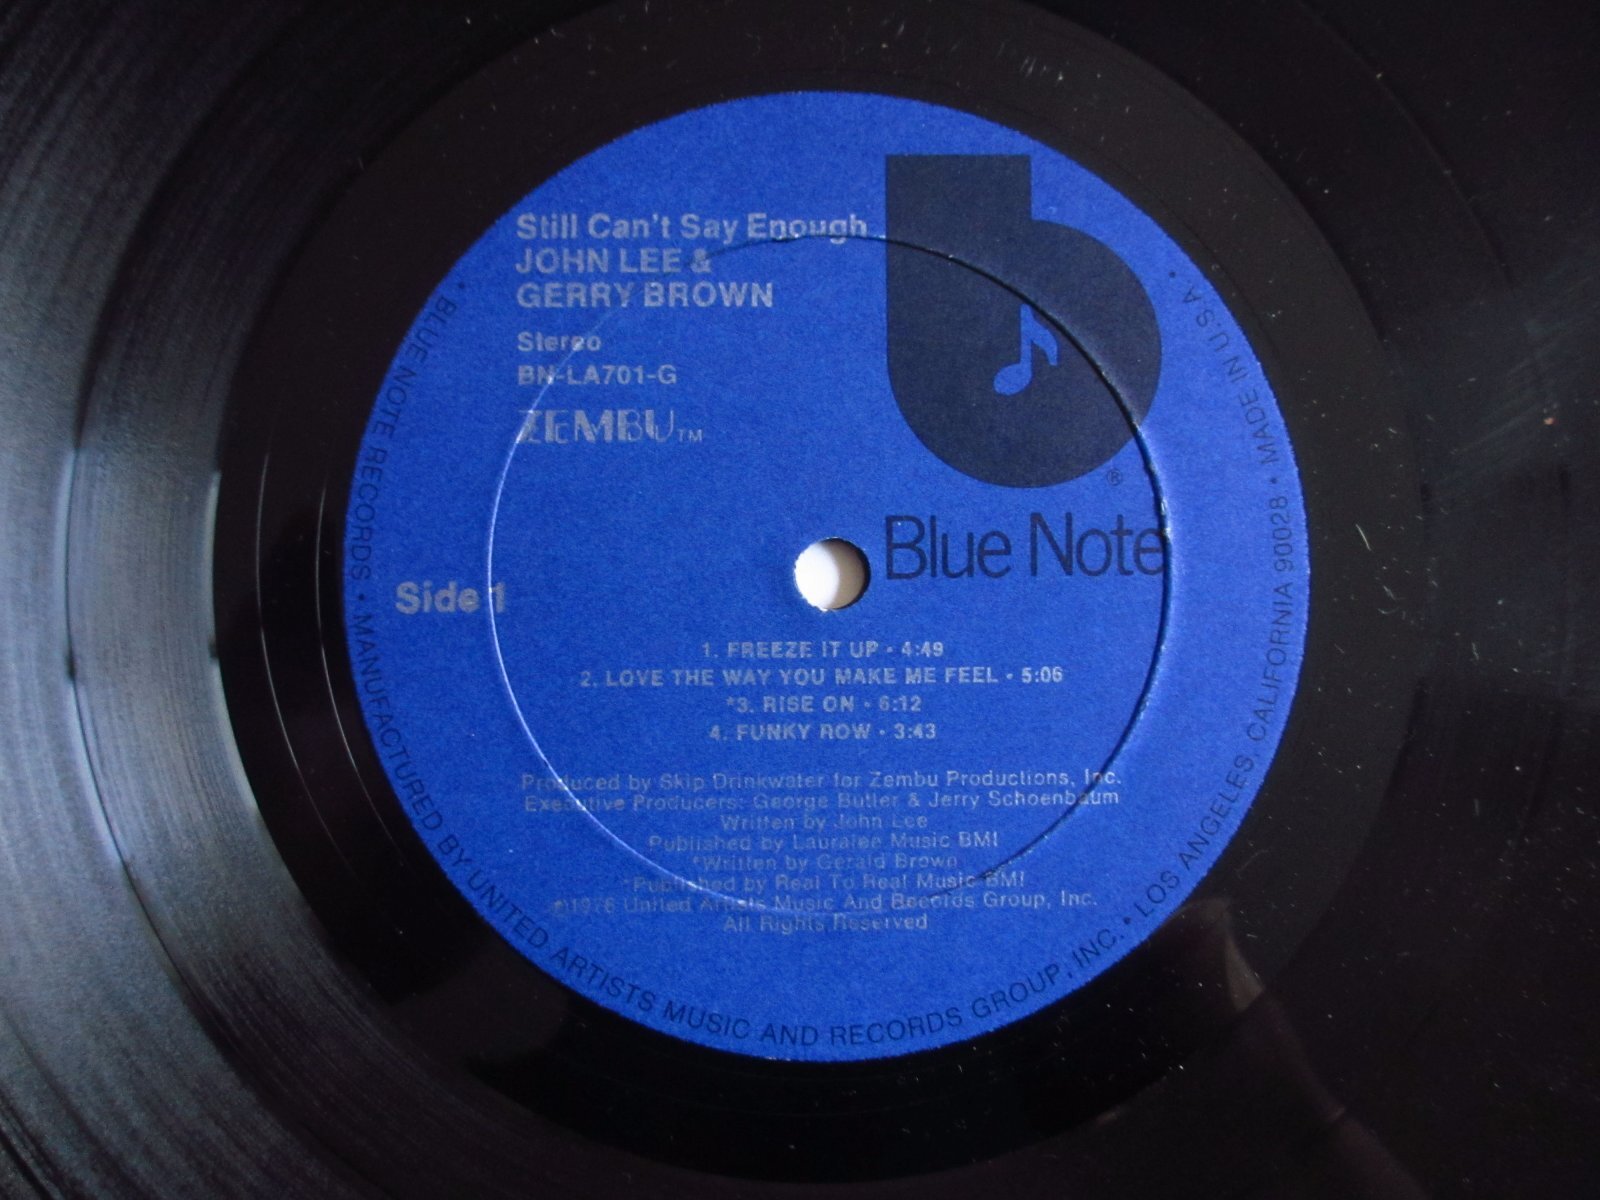 Still Can't Say Enough
JOHN LEE &
GERRY BROWN
Stereo
BN-LA701-G
ZEMBU™
®
Blue Note
Side 1
1. FREEZE IT UP • 4:49
2. LOVE THE WAY YOU MAKE ME FEEL • 5:06
*3. RISE ON • 6:12
4. FUNKY ROW • 3:43
Produced by Skip Drinkwater for Zembu Productions, Inc.
Executive Producers: George Butler & Jerry Schoenbaum
Written by John Lee
Published by Lauralee Music BMI
*Written by Gerald Brown
*Published by Real To Real Music BMI
©1976 United Artists Music And Records Group, Inc.
All Rights Reserved
• BLUE NOTE RECORDS • MANUFACTURED BY UNITED ARTISTS MUSIC AND RECORDS GROUP, INC. • LOS ANGELES, CALIFORNIA 90028 • MADE IN U.S.A. •